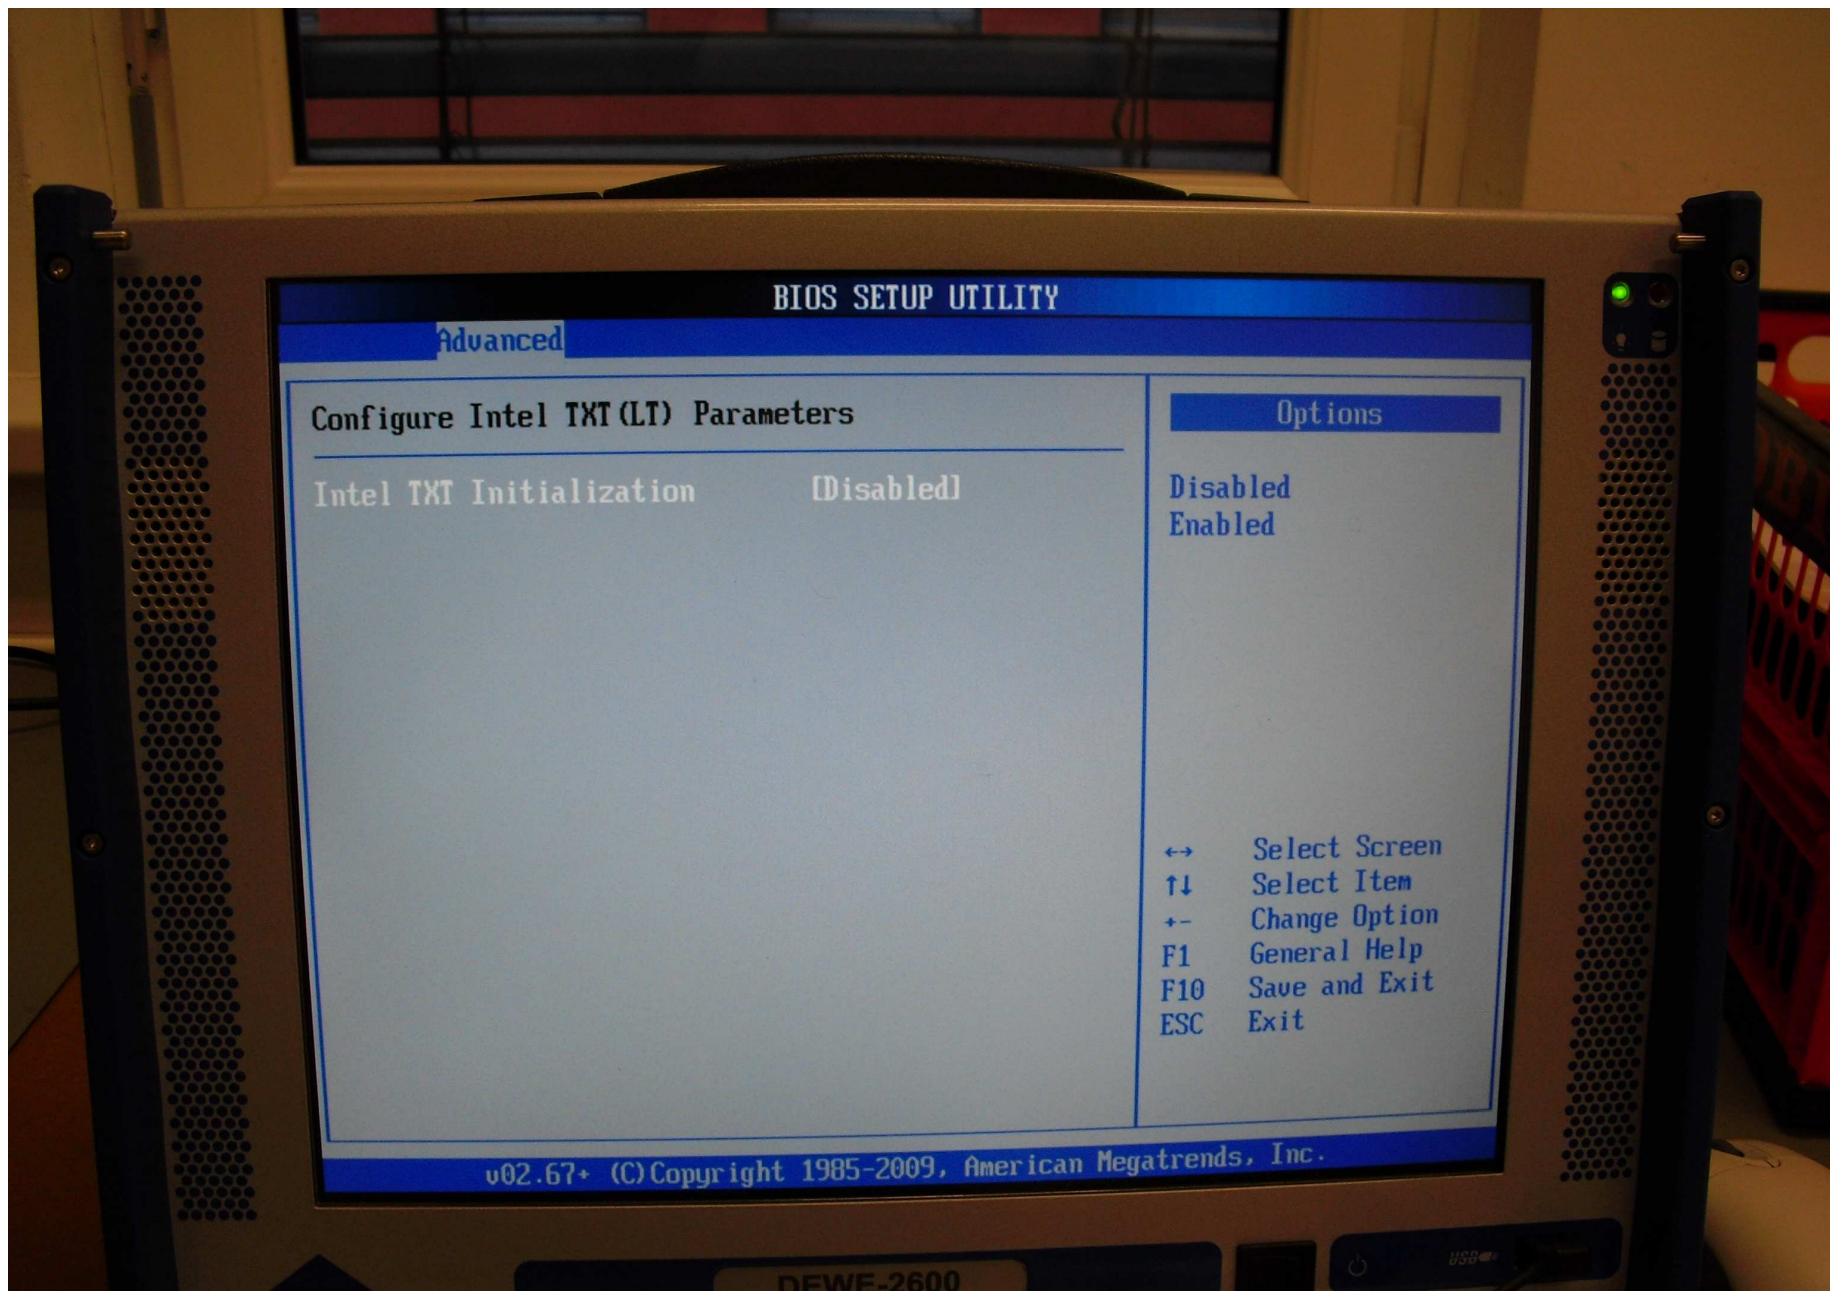 BIOS SETUP UTILITY
Advanced
Configure Intel TXT(LT) Parameters
Intel TXT Initialization [Disabled]
Options
Disabled
Enabled
←→ Select Screen
↑↓ Select Item
+- Change Option
F1 General Help
F10 Save and Exit
ESC Exit
v02.67+ (C)Copyright 1985-2009, American Megatrends, Inc.
DEWE-2600
USB